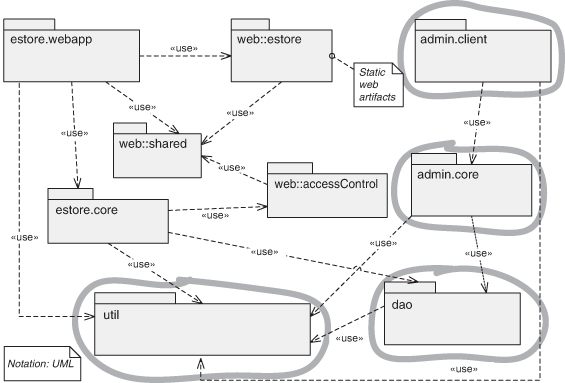 estore.webapp
web::estore
admin.client
«use»
Static
web
artifacts
«use»
«use»
«use»
«use»
«use»
web::shared
«use»
web::accessControl
admin.core
estore.core
«use»
«use»
«use»
«use»
«use»
«use»
util
dao
«use»
Notation: UML
«use»